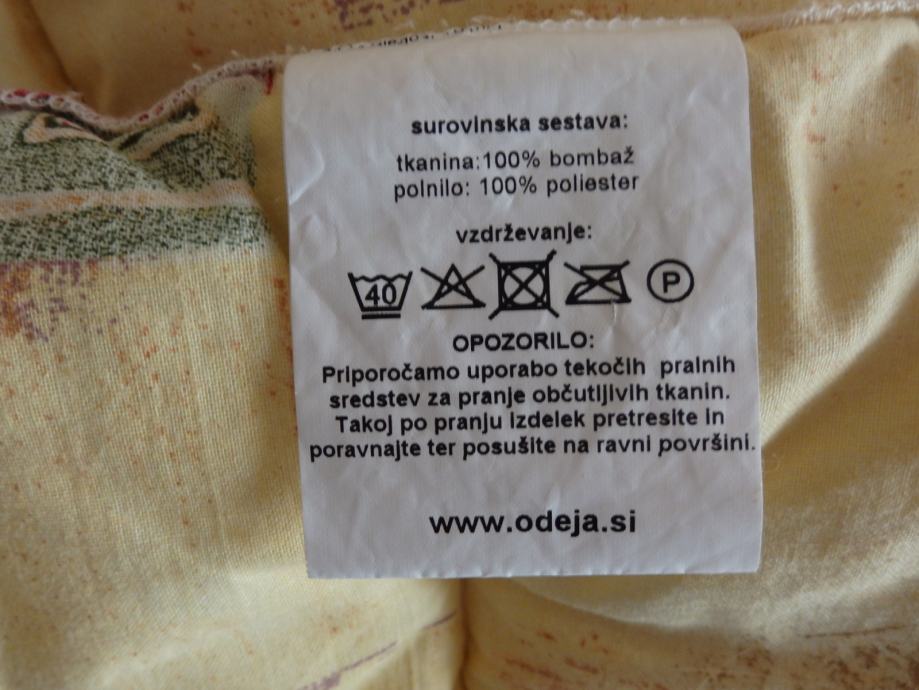 surovinska sestava:
tkanina:100% bombaž
polnilo: 100% poliester
vzdrževanje:
40 P
OPOZORILO:
Priporočamo uporabo tekočih pralnih
sredstev za pranje občutljivih tkanin.
Takoj po pranju izdelek pretresite in
poravnajte ter posušite na ravni površini.
www.odeja.si